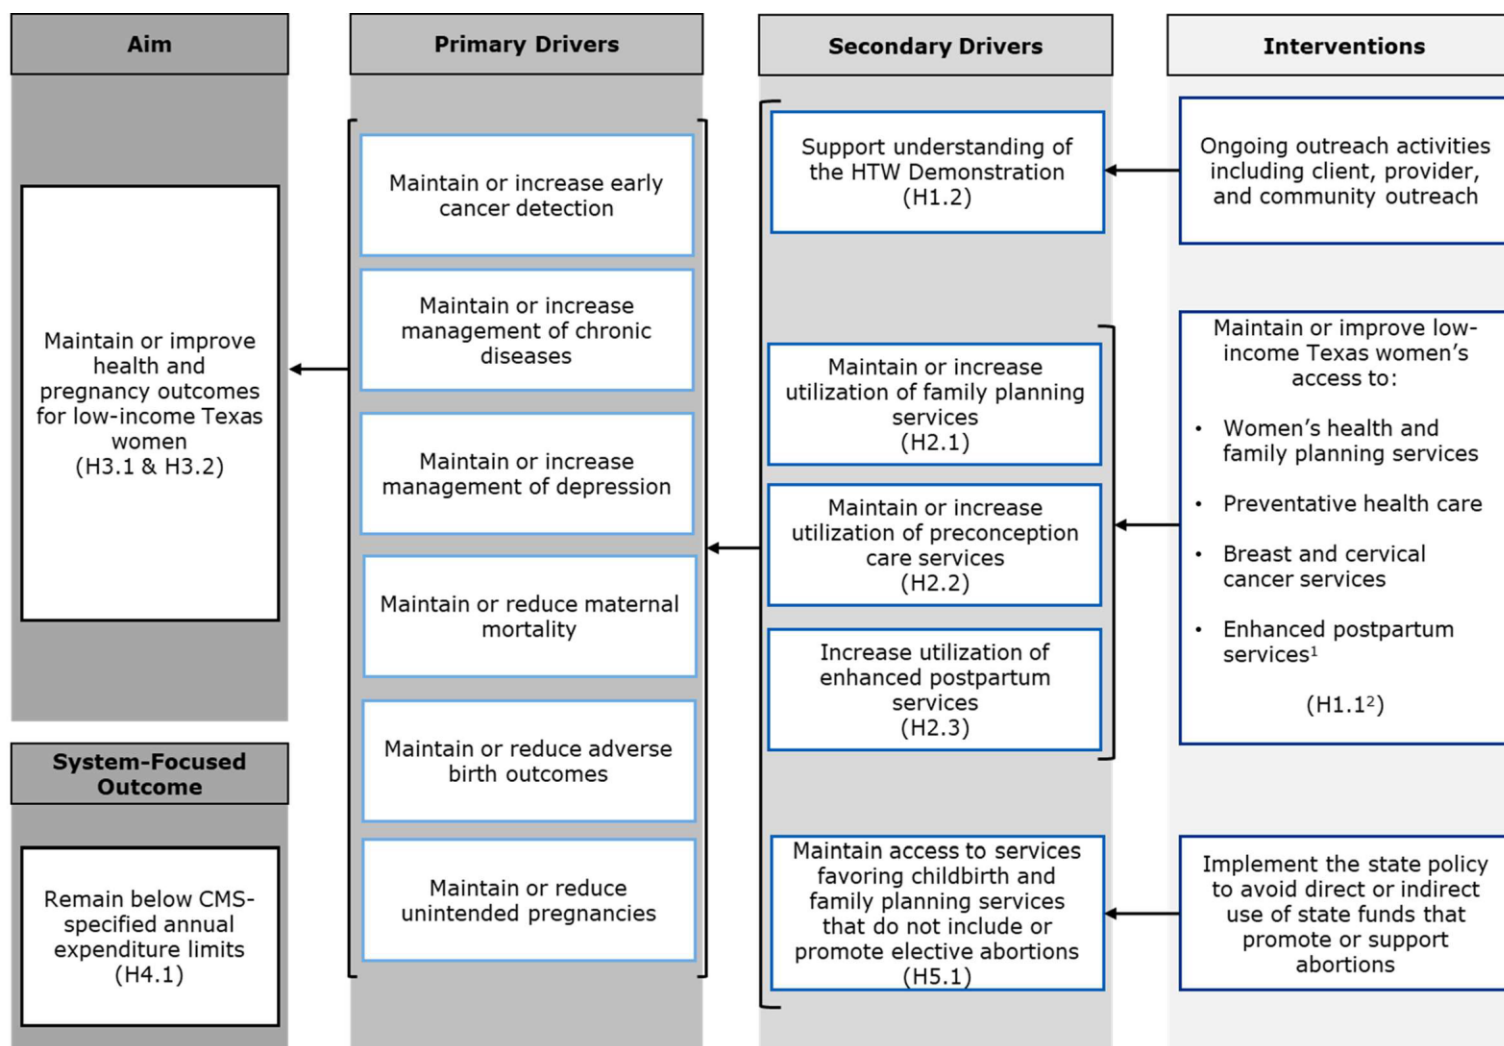 Aim
Maintain or improve
health and
pregnancy outcomes
for low-income Texas
women
(H3.1 & H3.2)
System-Focused
Outcome
Remain below CMS-
specified annual
expenditure limits
(H4.1)
Primary Drivers
Maintain or increase early
cancer detection
Maintain or increase
management of chronic
diseases
Maintain or increase
management of depression
Maintain or reduce maternal
mortality
Maintain or reduce adverse
birth outcomes
Maintain or reduce
unintended pregnancies
Secondary Drivers
Support understanding of
the HTW Demonstration
(H1.2)
Maintain or increase
utilization of family planning
services
(H2.1)
Maintain or increase
utilization of preconception
care services
(H2.2)
Increase utilization of
enhanced postpartum
services
(H2.3)
Maintain access to services
favoring childbirth and
family planning services
that do not include or
promote elective abortions
(H5.1)
Interventions
Ongoing outreach activities
including client, provider,
and community outreach
Maintain or improve low-
income Texas women’s
access to:
• Women’s health and
family planning services
• Preventative health care
• Breast and cervical
cancer services
• Enhanced postpartum
services¹
(H1.1²)
Implement the state policy
to avoid direct or indirect
use of state funds that
promote or support
abortions